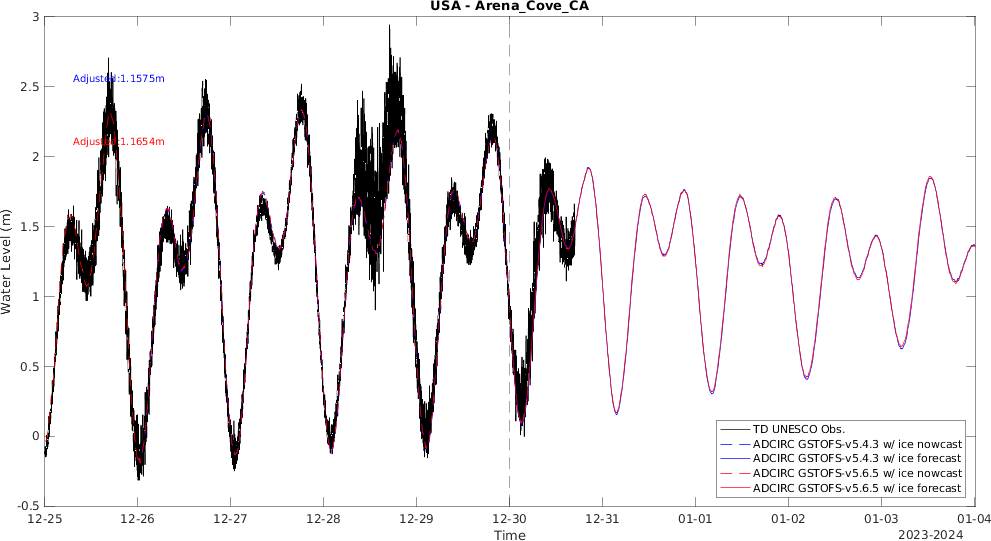 USA - Arena_Cove_CA
Water Level (m)
3
2.5
2
1.5
1
0.5
0
-0.5
Adjusted:1.1575m
Adjusted:1.1654m
TD UNESCO Obs.
ADCIRC GSTOFS-v5.4.3 w/ ice nowcast
ADCIRC GSTOFS-v5.4.3 w/ ice forecast
ADCIRC GSTOFS-v5.6.5 w/ ice nowcast
ADCIRC GSTOFS-v5.6.5 w/ ice forecast
12-25 12-26 12-27 12-28 12-29 12-30 12-31 01-01 01-02 01-03 01-04
Time
2023-2024